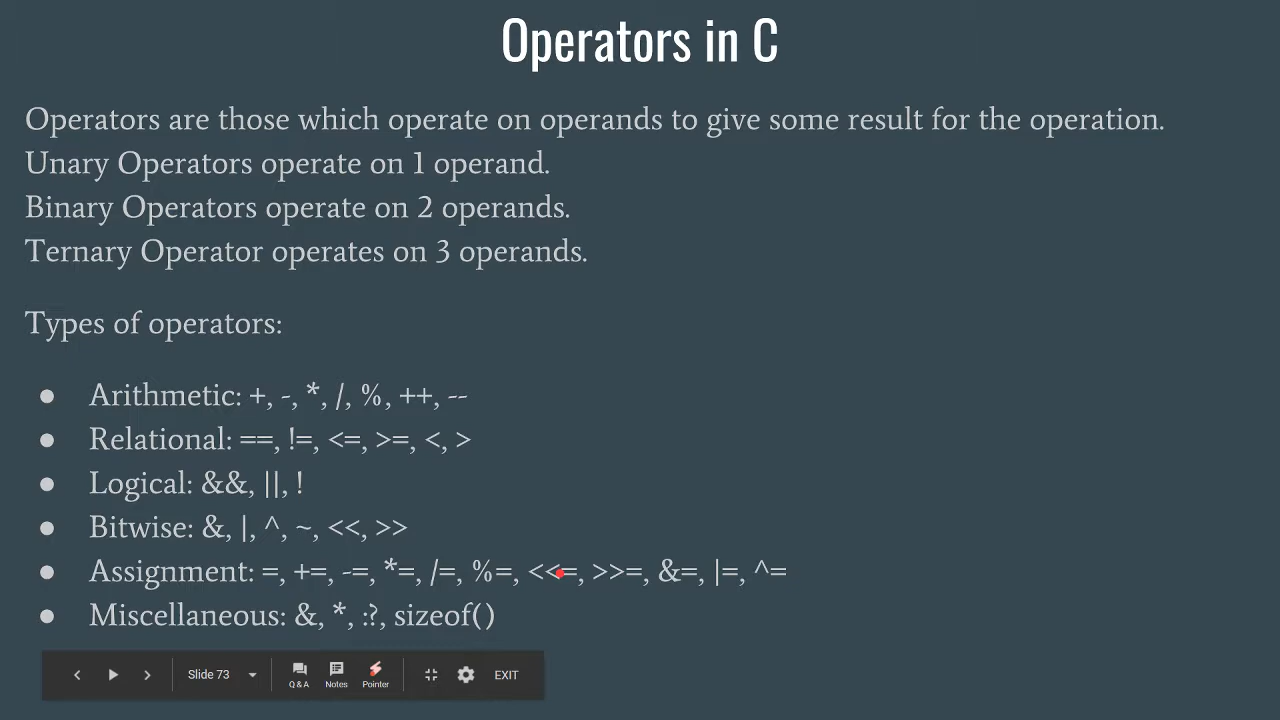 Operators in C
Operators are those which operate on operands to give some result for the operation.
Unary Operators operate on 1 operand.
Binary Operators operate on 2 operands.
Ternary Operator operates on 3 operands.
Types of operators:
● Arithmetic: +, -, *, /, %, ++, --
● Relational: ==, !=, <=, >=, <, >
● Logical: &&, ||, !
● Bitwise: &, |, ^, ~, <<, >>
● Assignment: =, +=, -=, *=, /=, %=, <<=, >>=, &=, |=, ^=
● Miscellaneous: &, *, :?, sizeof()
Slide 73 Q & A Notes Pointer EXIT